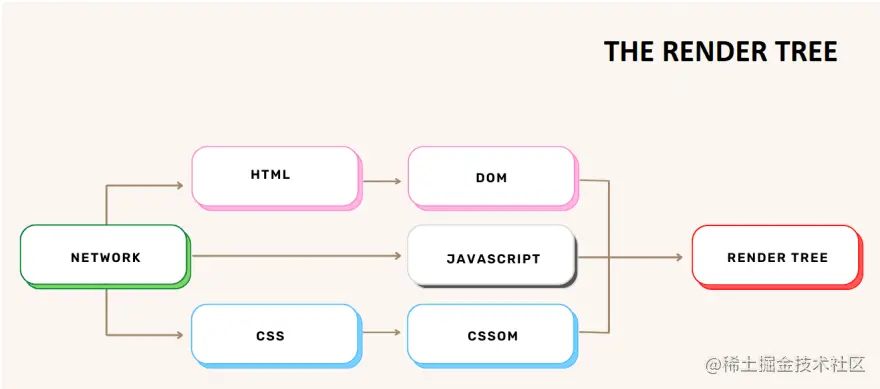 THE RENDER TREE
HTML
DOM
NETWORK
JAVASCRIPT
RENDER TREE
CSS
CSSOM
@稀土掘金技术社区